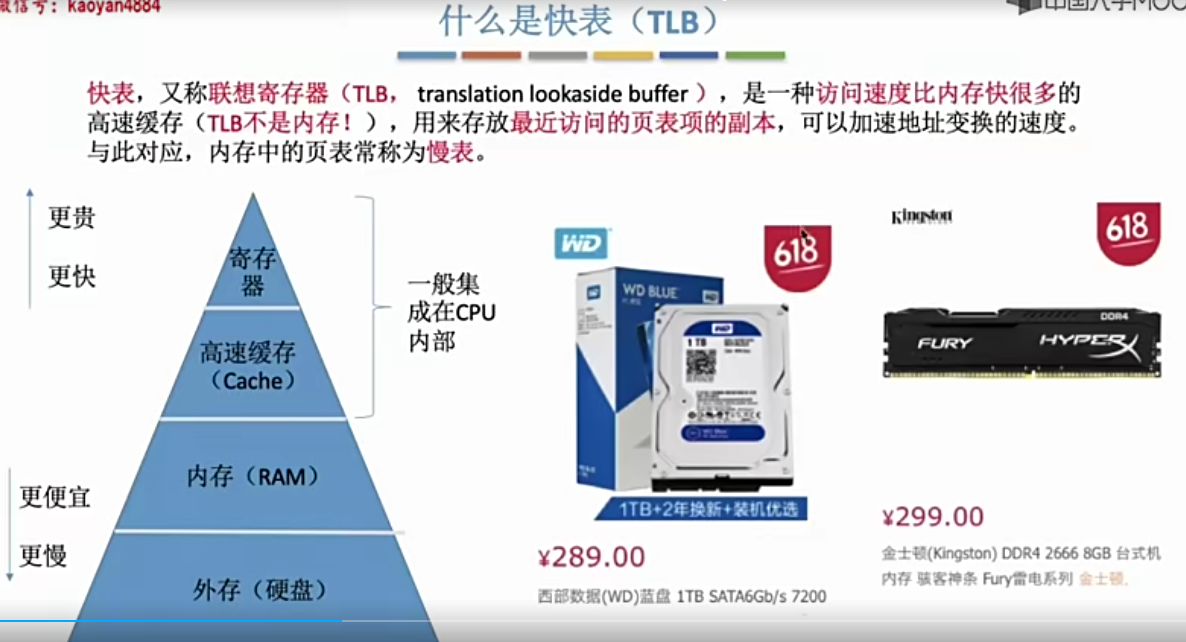 微信号：kaoyan4884
中国大学MOO
什么是快表（TLB）
快表，又称联想寄存器（TLB， translation lookaside buffer ），是一种访问速度比内存快很多的
高速缓存（TLB不是内存！），用来存放最近访问的页表项的副本，可以加速地址变换的速度。
与此对应，内存中的页表常称为慢表。
更贵
更快
更便宜
更慢
寄存
器
高速缓存
（Cache）
内存（RAM）
外存（硬盘）
一般集
成在CPU
内部
WD
618
WD BLUE
WD
1 TB
1TB+2年换新+装机优选
¥289.00
西部数据(WD)蓝盘 1TB SATA6Gb/s 7200
Kingston
618
DDR4
FURY
HYPERX
¥299.00
金士顿(Kingston) DDR4 2666 8GB 台式机
内存 骇客神条 Fury雷电系列 金士顿,